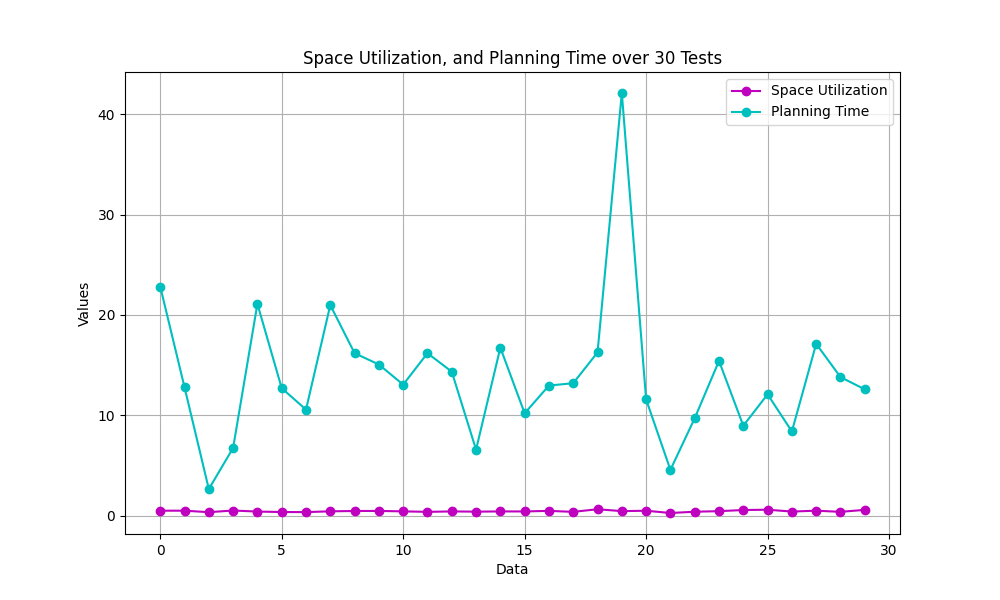 Space Utilization, and Planning Time over 30 Tests
Space Utilization
Planning Time
Values
40
30
20
10
0
0 5 10 15 20 25 30
Data